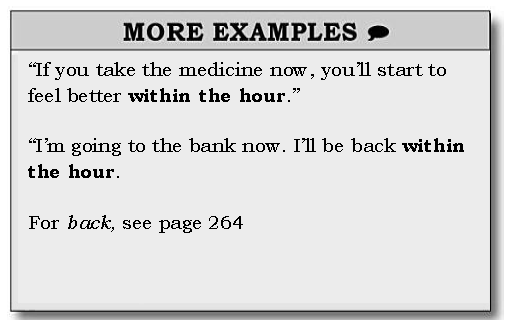 MORE EXAMPLES
“If you take the medicine now, you’ll start to
feel better within the hour.”
“I’m going to the bank now. I’ll be back within
the hour.
For back, see page 264